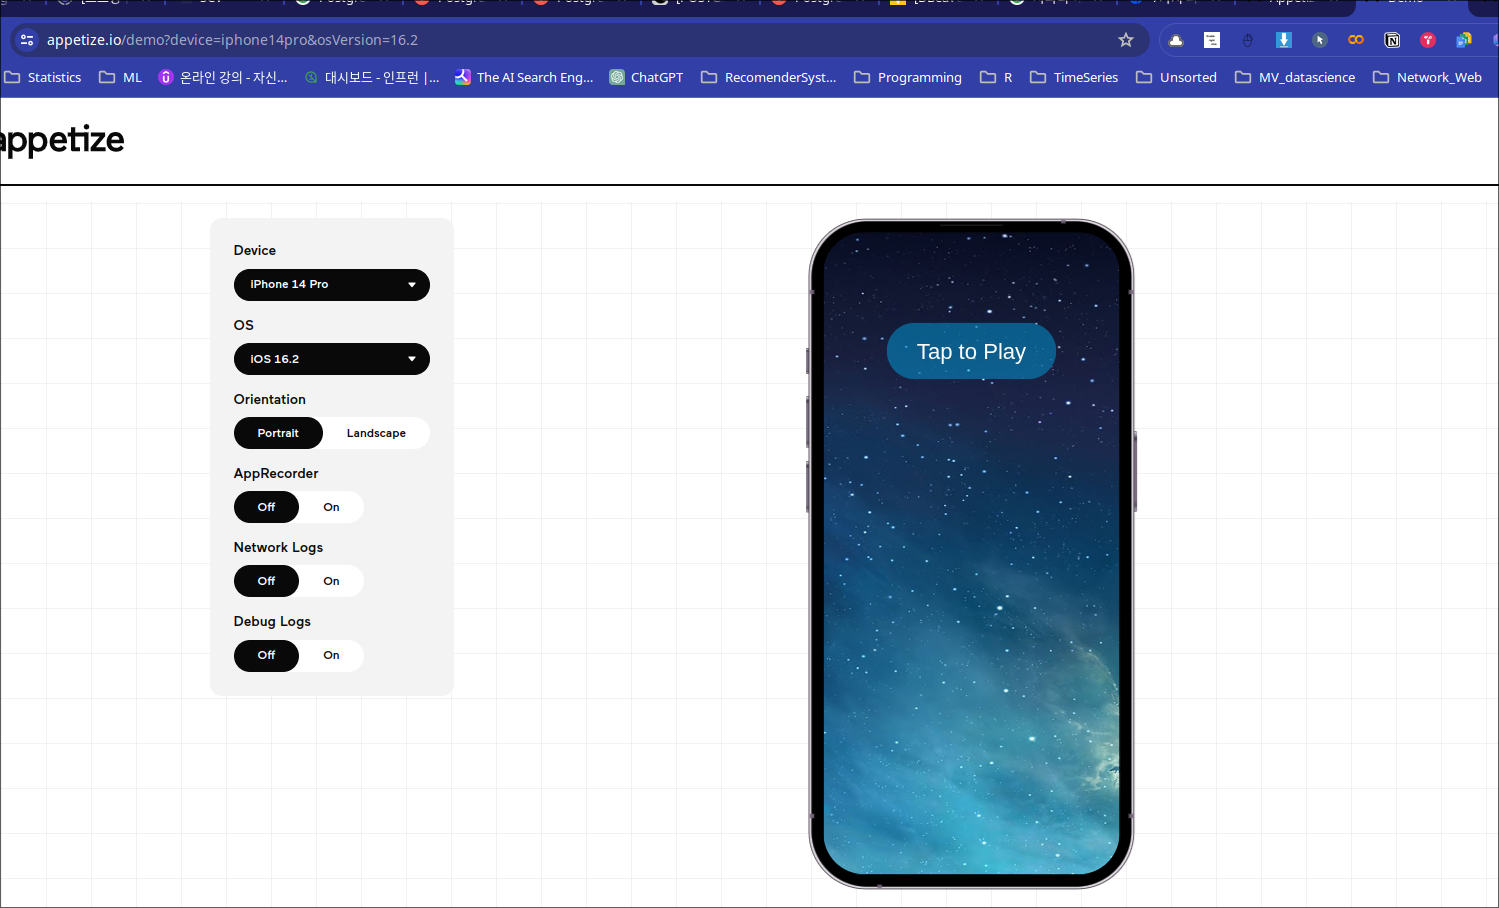 appetize.io/demo?device=iphone14pro&osVersion=16.2
Statistics ML 온라인 강의 - 자신... 대시보드 - 인프런 |... The AI Search Eng... ChatGPT RecomenderSyst... Programming R TimeSeries Unsorted MV_datascience Network_Web
appetize
Device
iPhone 14 Pro
OS
iOS 16.2
Orientation
Portrait Landscape
AppRecorder
Off On
Network Logs
Off On
Debug Logs
Off On
Tap to Play